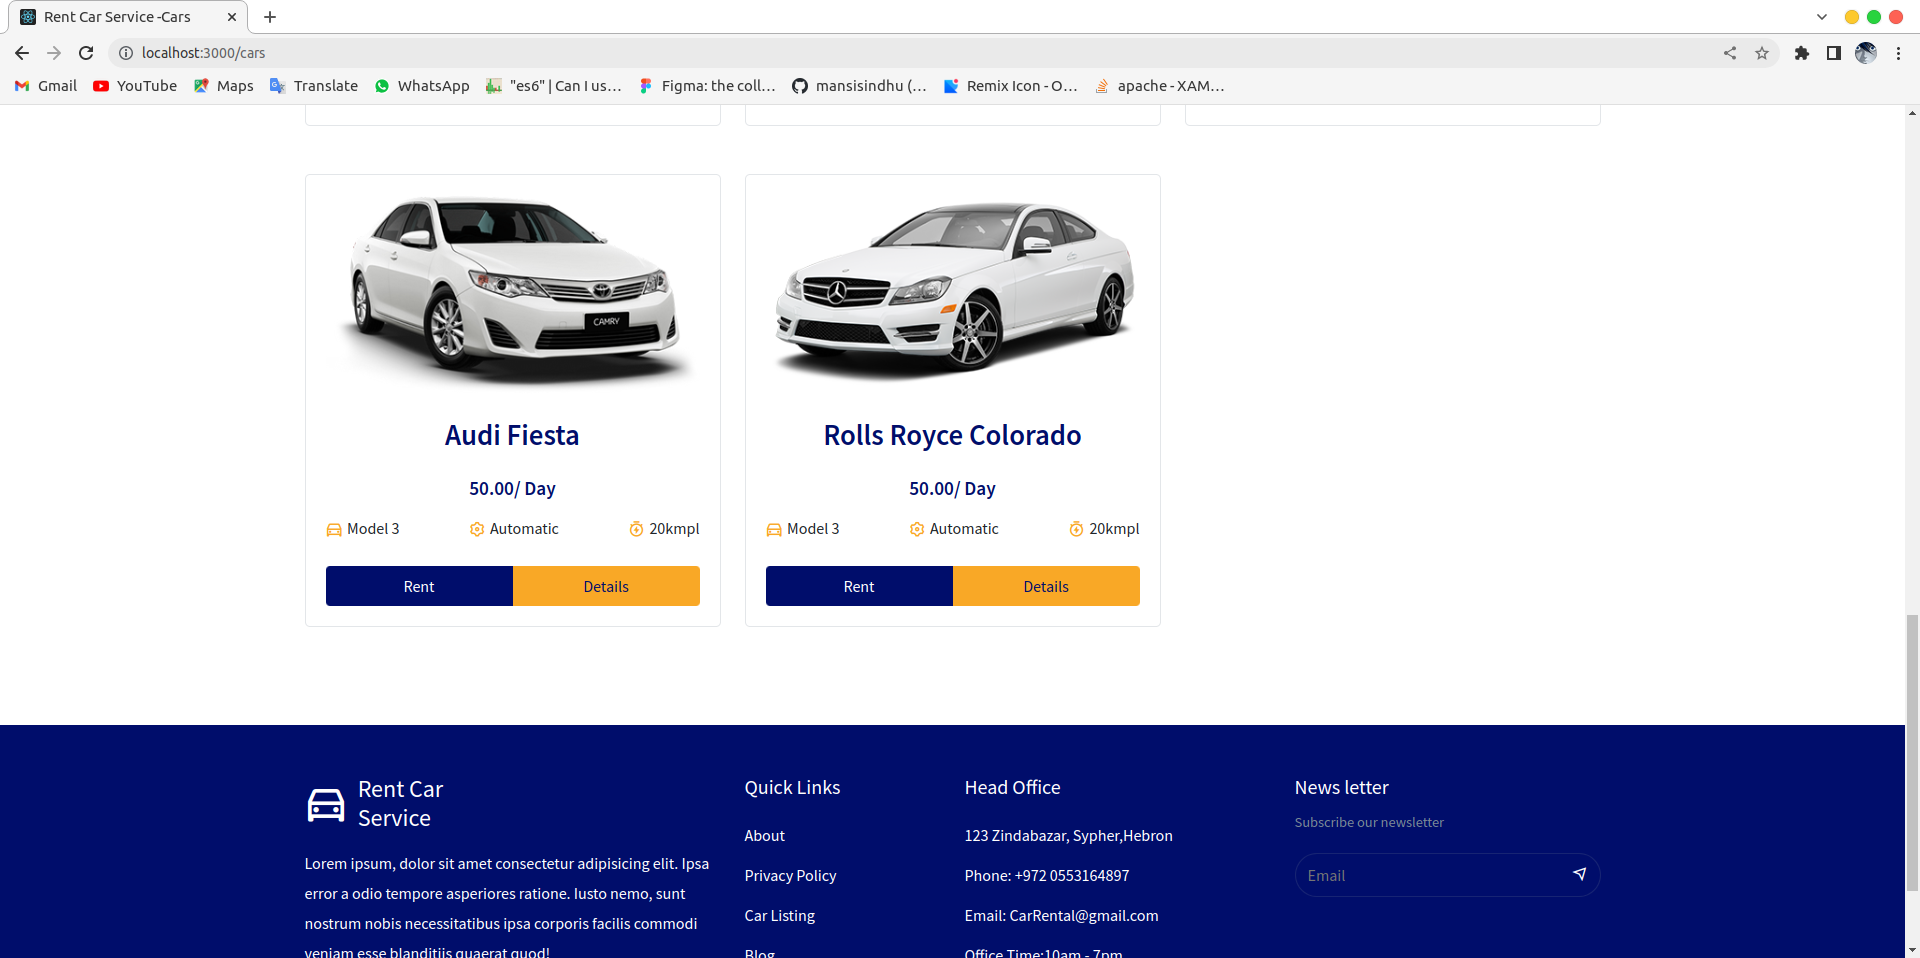 Rent Car Service -Cars
localhost:3000/cars
Gmail
YouTube
Maps
Translate
WhatsApp
"es6" | Can I us…
Figma: the coll…
mansisindhu (…
Remix Icon - O…
apache - XAM…
CAMRY
Audi Fiesta
50.00/ Day
Model 3
Automatic
20kmpl
Rent
Details
Rolls Royce Colorado
50.00/ Day
Model 3
Automatic
20kmpl
Rent
Details
Rent Car
Service
Lorem ipsum, dolor sit amet consectetur adipisicing elit. Ipsa
error a odio tempore asperiores ratione. Iusto nemo, sunt
nostrum nobis necessitatibus ipsa corporis facilis commodi
veniam esse blanditiis quaerat quod!
Quick Links
About
Privacy Policy
Car Listing
Blog
Head Office
123 Zindabazar, Sypher,Hebron
Phone: +972 0553164897
Email: CarRental@gmail.com
Office Time:10am - 7pm
News letter
Subscribe our newsletter
Email